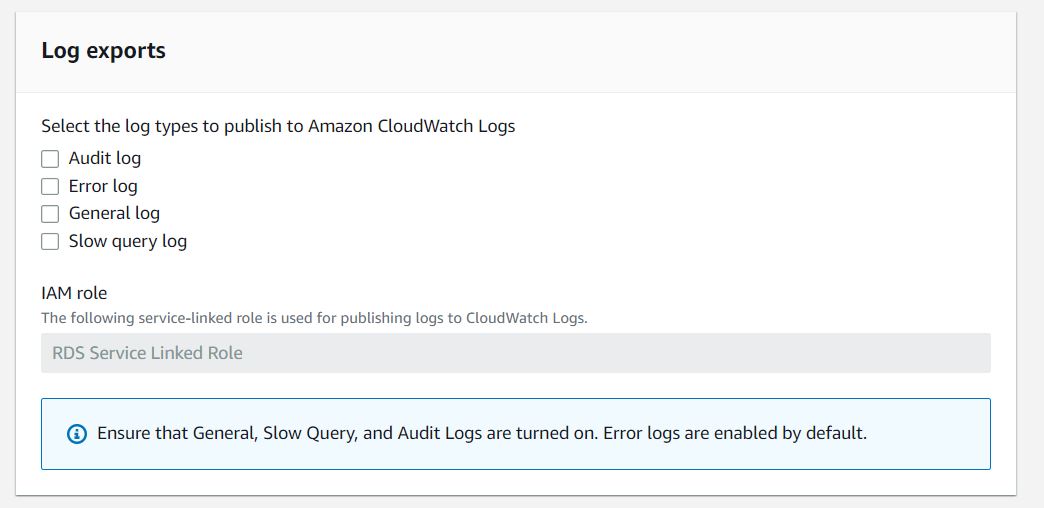 Log exports
Select the log types to publish to Amazon CloudWatch Logs
Audit log
Error log
General log
Slow query log
IAM role
The following service-linked role is used for publishing logs to CloudWatch Logs.
RDS Service Linked Role
Ensure that General, Slow Query, and Audit Logs are turned on. Error logs are enabled by default.